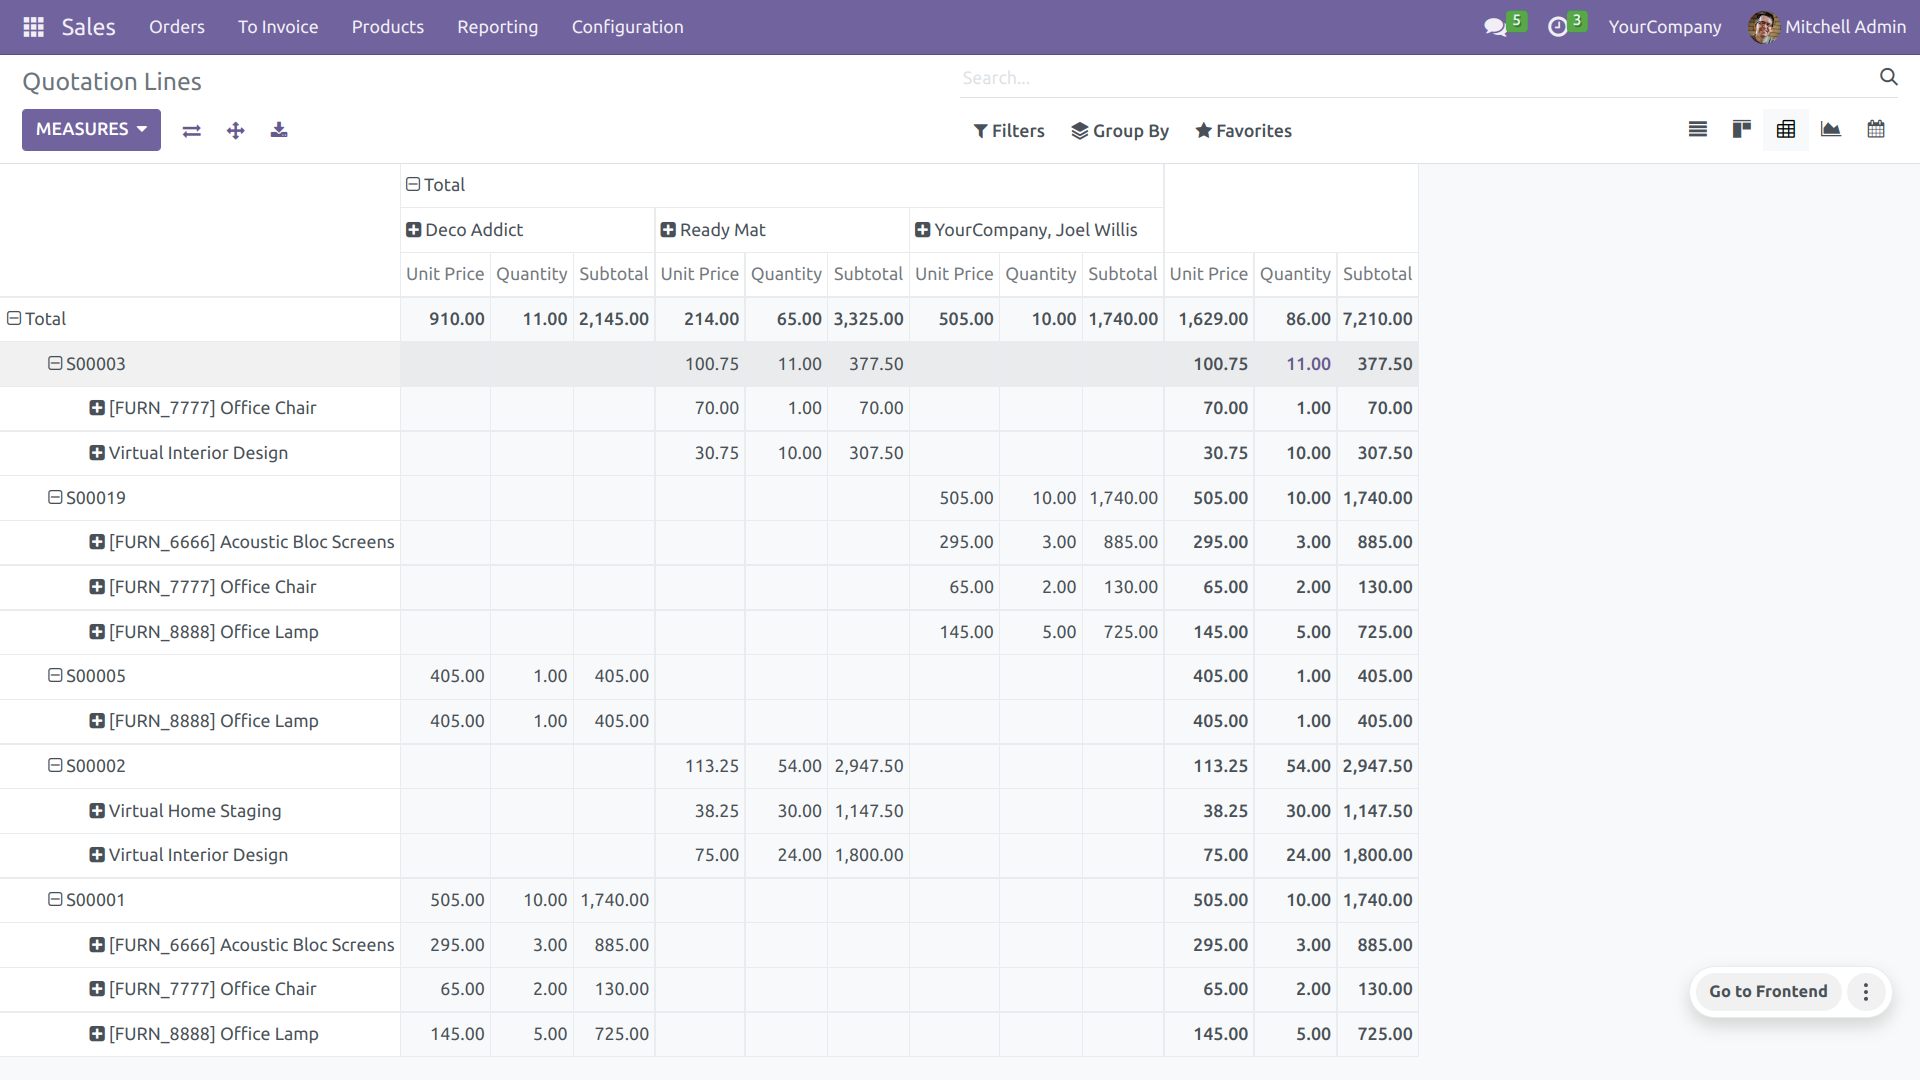 Sales Orders To Invoice Products Reporting Configuration 5 3 YourCompany Mitchell Admin
Quotation Lines Search...
MEASURES Filters Group By Favorites
Total
Deco Addict Ready Mat YourCompany, Joel Willis
Unit Price Quantity Subtotal Unit Price Quantity Subtotal Unit Price Quantity Subtotal Unit Price Quantity Subtotal
Total 910.00 11.00 2,145.00 214.00 65.00 3,325.00 505.00 10.00 1,740.00 1,629.00 86.00 7,210.00
S00003 100.75 11.00 377.50 100.75 11.00 377.50
[FURN_7777] Office Chair 70.00 1.00 70.00 70.00 1.00 70.00
Virtual Interior Design 30.75 10.00 307.50 30.75 10.00 307.50
S00019 505.00 10.00 1,740.00 505.00 10.00 1,740.00
[FURN_6666] Acoustic Bloc Screens 295.00 3.00 885.00 295.00 3.00 885.00
[FURN_7777] Office Chair 65.00 2.00 130.00 65.00 2.00 130.00
[FURN_8888] Office Lamp 145.00 5.00 725.00 145.00 5.00 725.00
S00005 405.00 1.00 405.00 405.00 1.00 405.00
[FURN_8888] Office Lamp 405.00 1.00 405.00 405.00 1.00 405.00
S00002 113.25 54.00 2,947.50 113.25 54.00 2,947.50
Virtual Home Staging 38.25 30.00 1,147.50 38.25 30.00 1,147.50
Virtual Interior Design 75.00 24.00 1,800.00 75.00 24.00 1,800.00
S00001 505.00 10.00 1,740.00 505.00 10.00 1,740.00
[FURN_6666] Acoustic Bloc Screens 295.00 3.00 885.00 295.00 3.00 885.00
[FURN_7777] Office Chair 65.00 2.00 130.00 65.00 2.00 130.00
Go to Frontend
[FURN_8888] Office Lamp 145.00 5.00 725.00 145.00 5.00 725.00